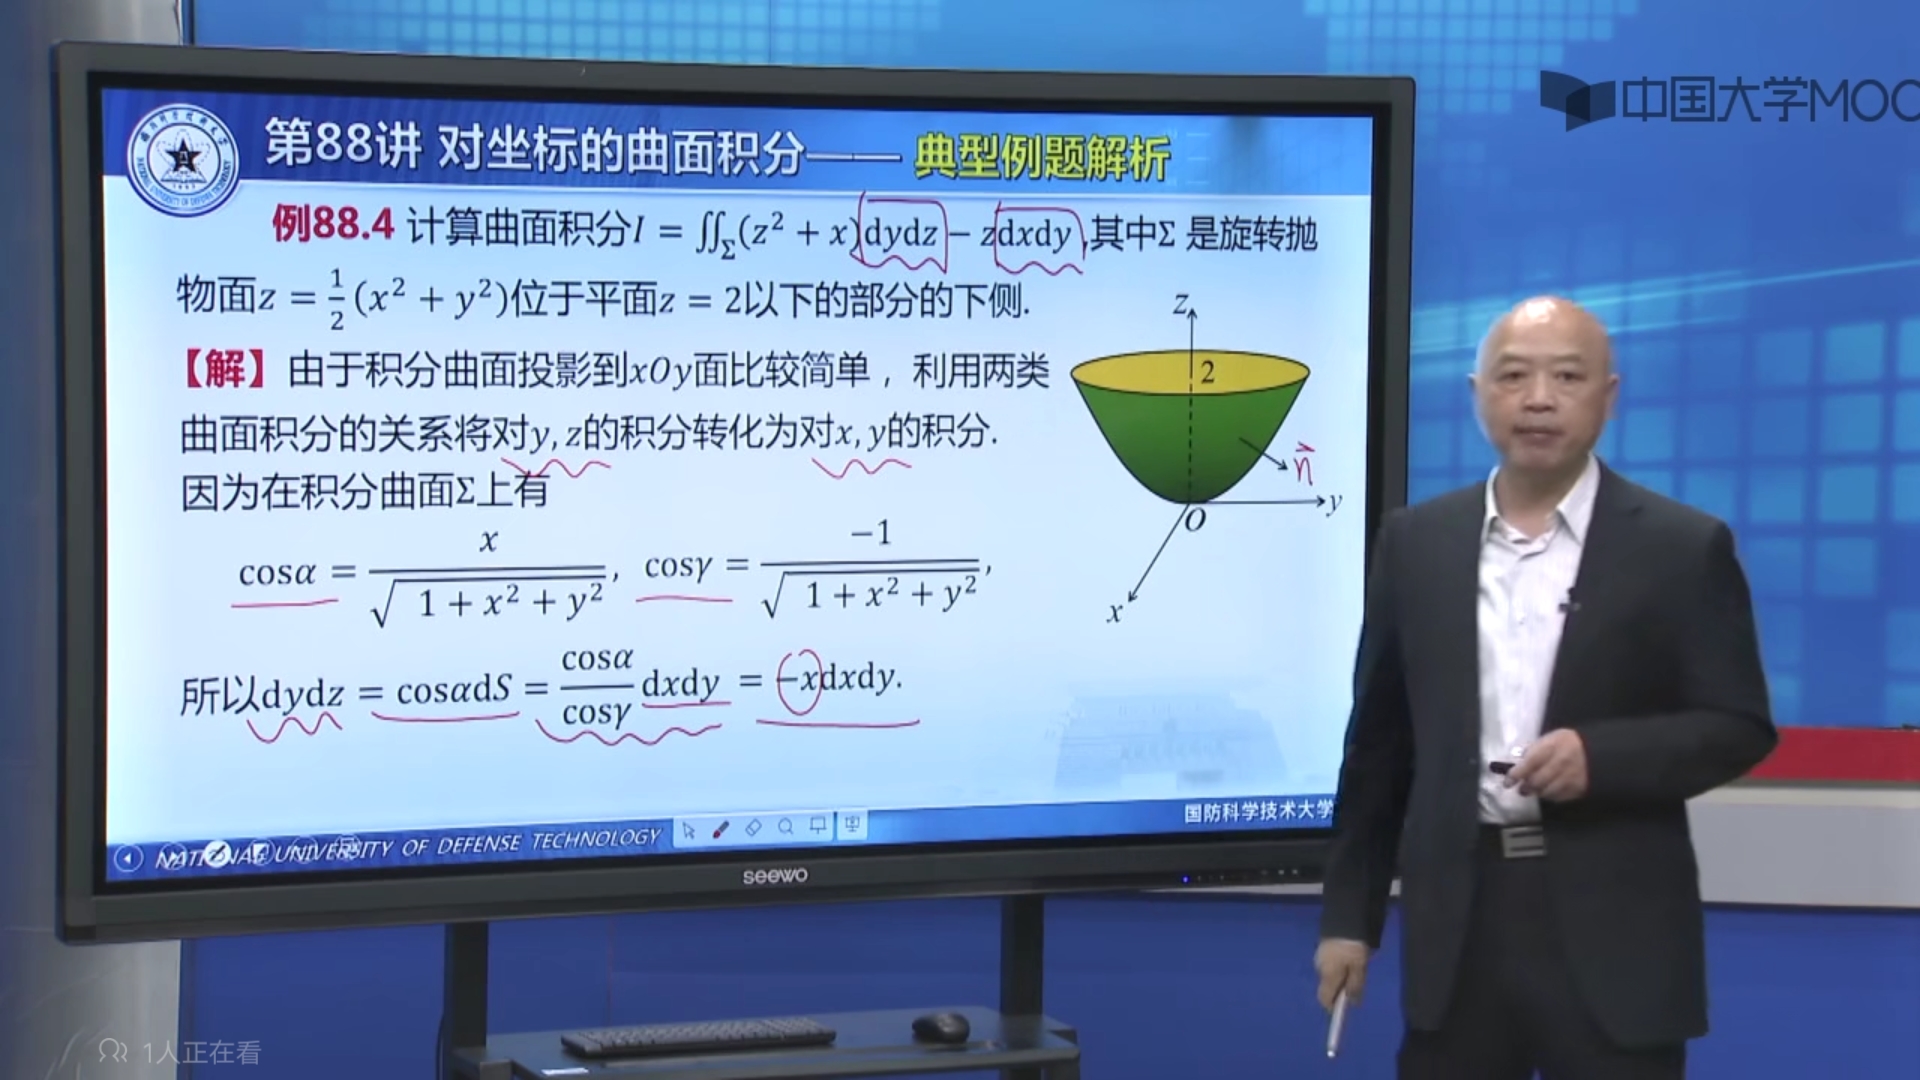 中国大学MOO
第88讲 对坐标的曲面积分—— 典型例题解析
例88.4 计算曲面积分I = ∬_Σ(z² + x)dydz − zdxdy,其中Σ 是旋转抛
物面z = 1/2 (x² + y²)位于平面z = 2以下的部分的下侧.
【解】由于积分曲面投影到xOy面比较简单，利用两类
曲面积分的关系将对y, z的积分转化为对x, y的积分.
因为在积分曲面Σ上有
cosα = x/√(1 + x² + y²), cosγ = −1/√(1 + x² + y²),
所以dydz = cosαdS = cosα/cosγ dxdy = −xdxdy.
z
2
n⃗
y
O
x
国防科学技术大学
NATIONAL UNIVERSITY OF DEFENSE TECHNOLOGY
seewo
1人正在看